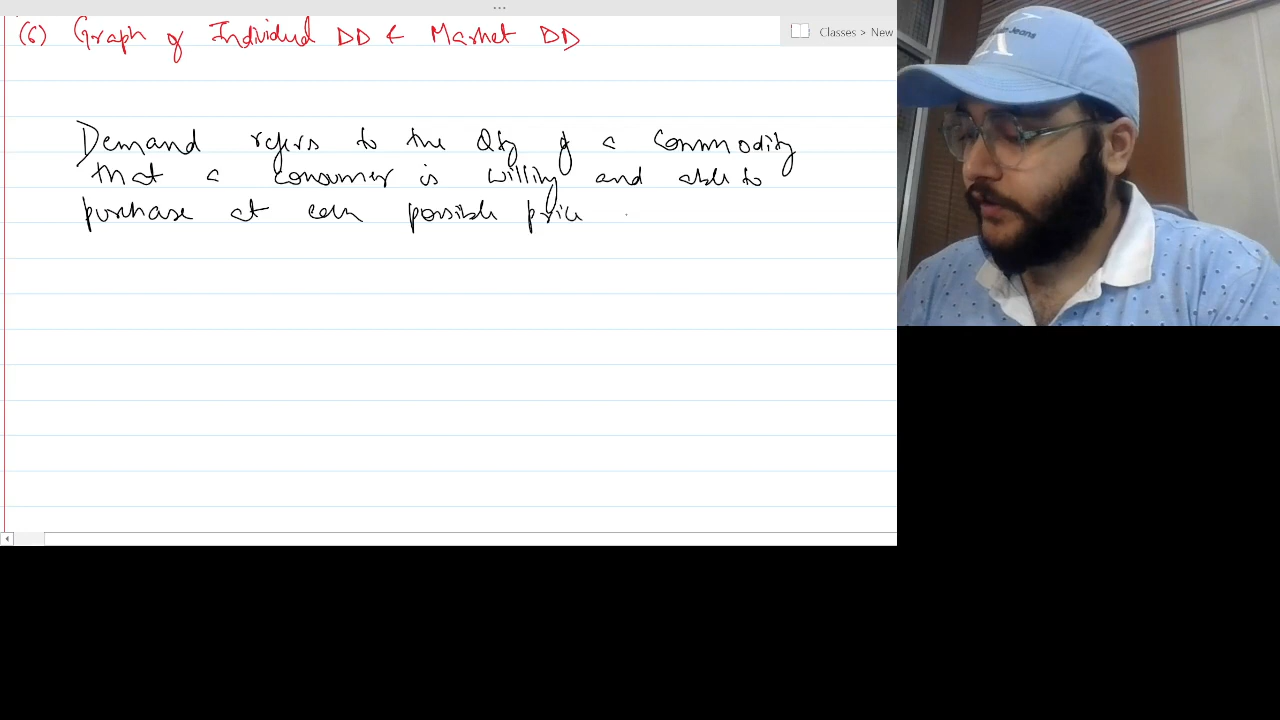 (6) Graph of Individual DD & Market DD
Classes > New
Jeans
Demand refers to the Qty of a commodity
that a consumer is willing and able to
purchase at each possible price